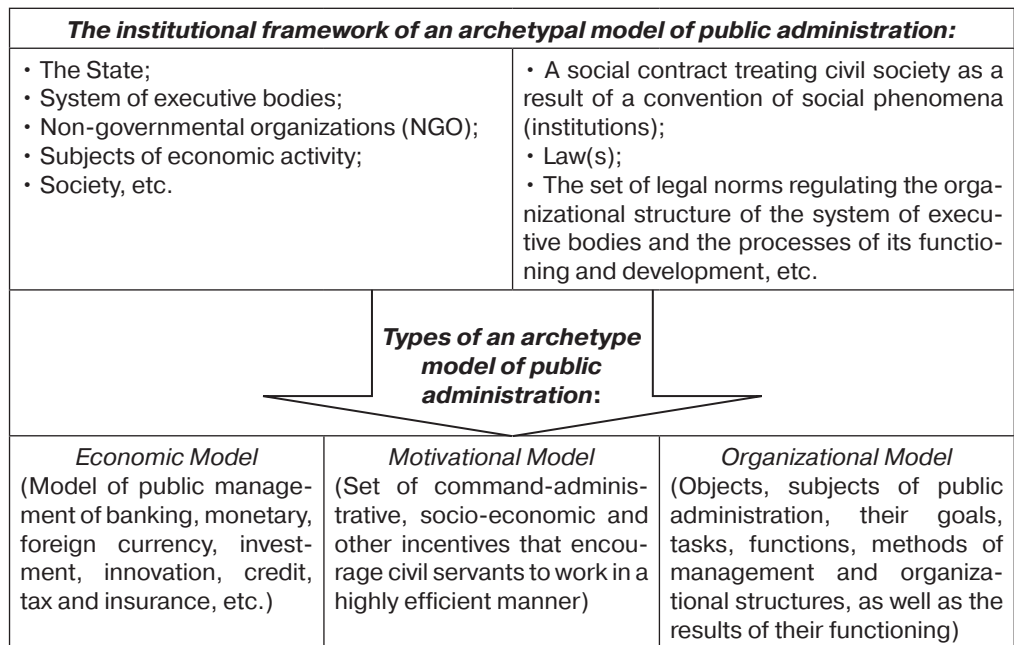 The institutional framework of an archetypal model of public administration:
· The State;
· System of executive bodies;
· Non-governmental organizations (NGO);
· Subjects of economic activity;
· Society, etc.
· A social contract treating civil society as a
result of a convention of social phenomena
(institutions);
· Law(s);
· The set of legal norms regulating the orga-
nizational structure of the system of execu-
tive bodies and the processes of its functio-
ning and development, etc.
Types of an archetype
model of public
administration:
Economic Model
(Model of public manage-
ment of banking, monetary,
foreign currency, invest-
ment, innovation, credit,
tax and insurance, etc.)
Motivational Model
(Set of command-adminis-
trative, socio-economic and
other incentives that encou-
rage civil servants to work in a
highly efficient manner)
Organizational Model
(Objects, subjects of public
administration, their goals,
tasks, functions, methods of
management and organiza-
tional structures, as well as the
results of their functioning)